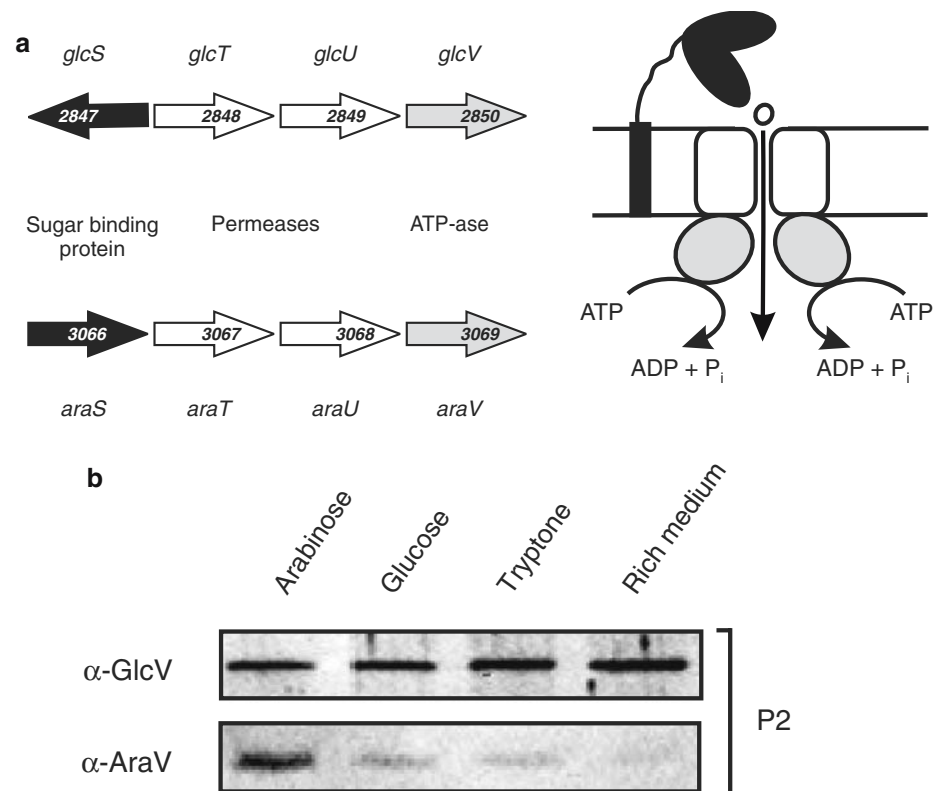 a
glcS glcT glcU glcV
2847 2848 2849 2850
Sugar binding protein
Permeases
ATP-ase
3066 3067 3068 3069
araS araT araU araV
ATP
ADP + Pi
ATP
ADP + Pi
b
Arabinose
Glucose
Tryptone
Rich medium
α-GlcV
α-AraV
P2